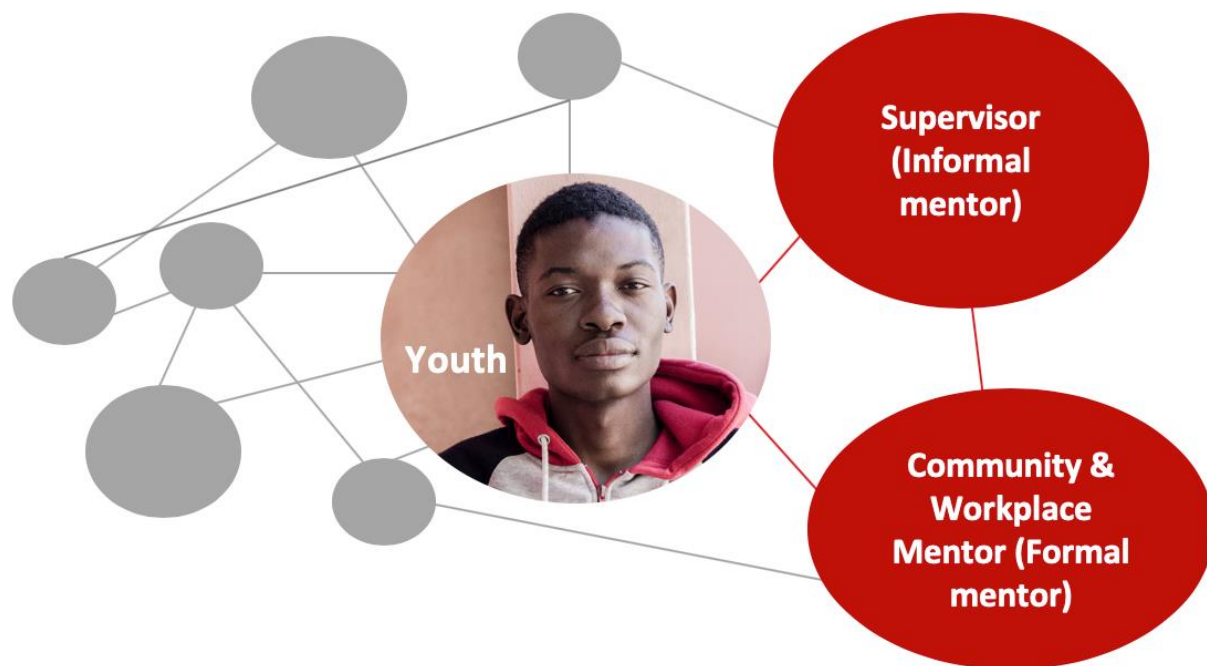 Supervisor
(Informal
mentor)
Youth
Community &
Workplace
Mentor (Formal
mentor)